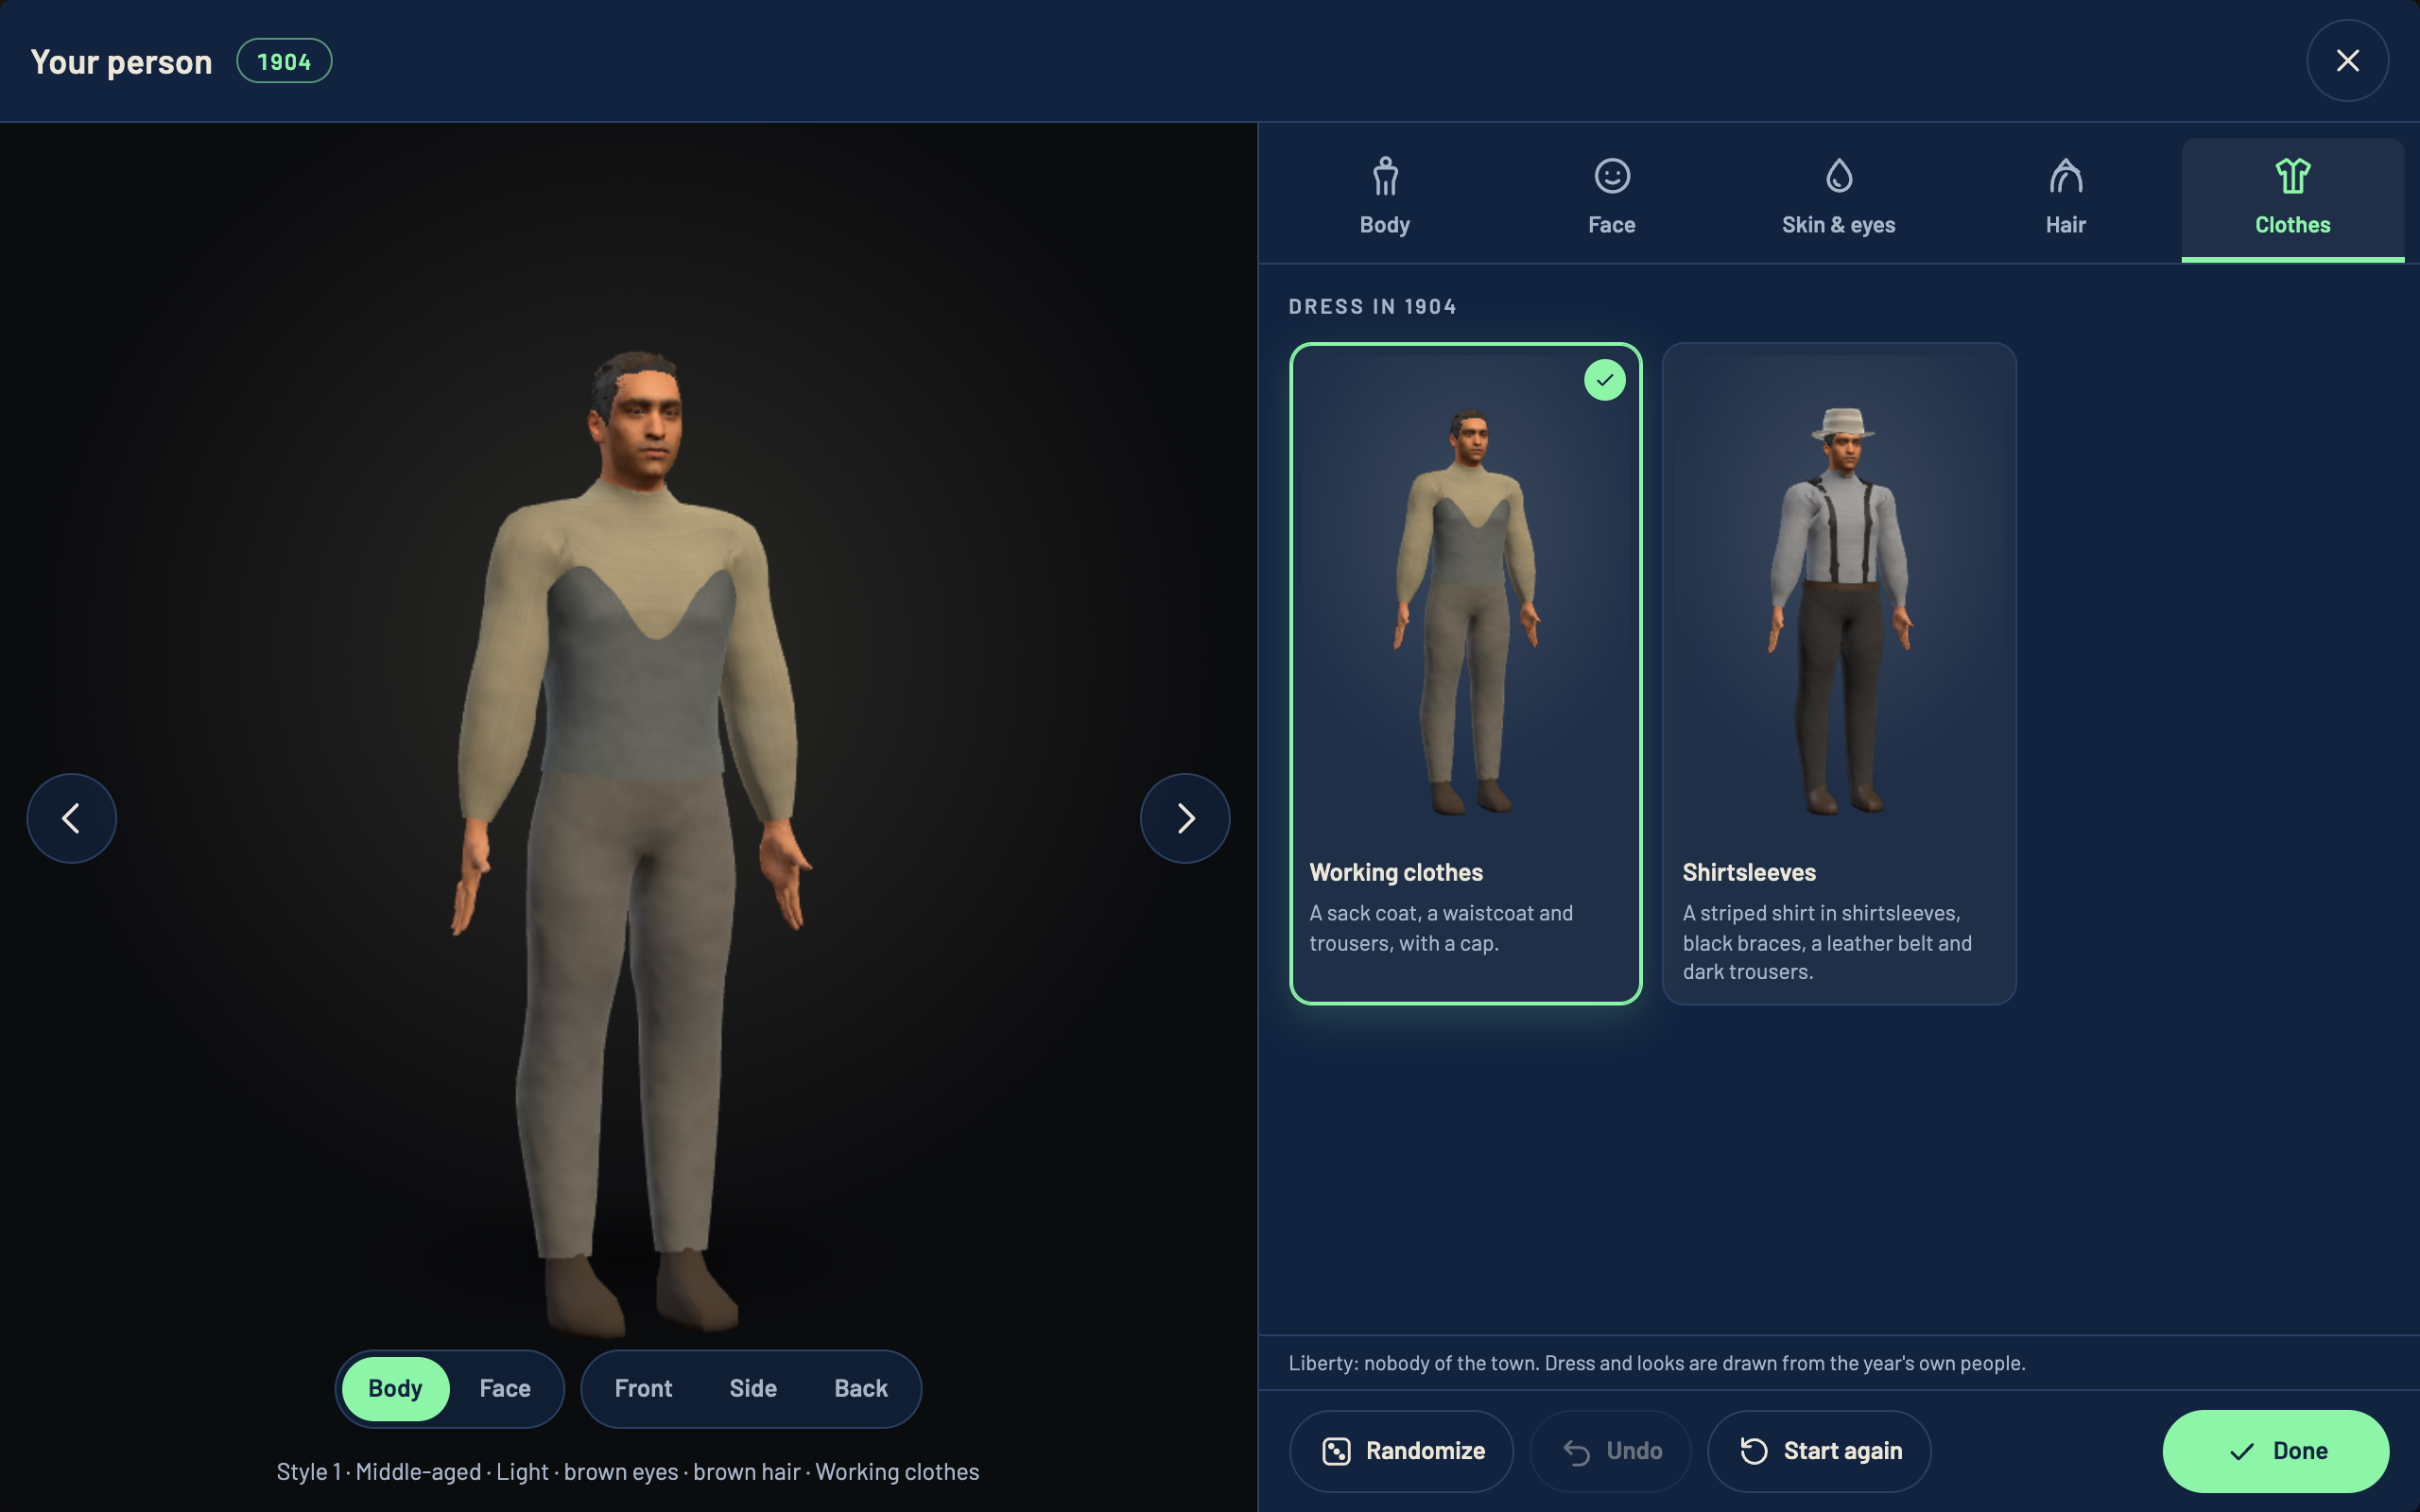 Your person
1904
Body
Face
Skin & eyes
Hair
Clothes
DRESS IN 1904
Working clothes
A sack coat, a waistcoat and
trousers, with a cap.
Shirtsleeves
A striped shirt in shirtsleeves,
black braces, a leather belt and
dark trousers.
Body
Face
Front
Side
Back
Style 1 · Middle-aged · Light · brown eyes · brown hair · Working clothes
Liberty: nobody of the town. Dress and looks are drawn from the year's own people.
Randomize
Undo
Start again
Done